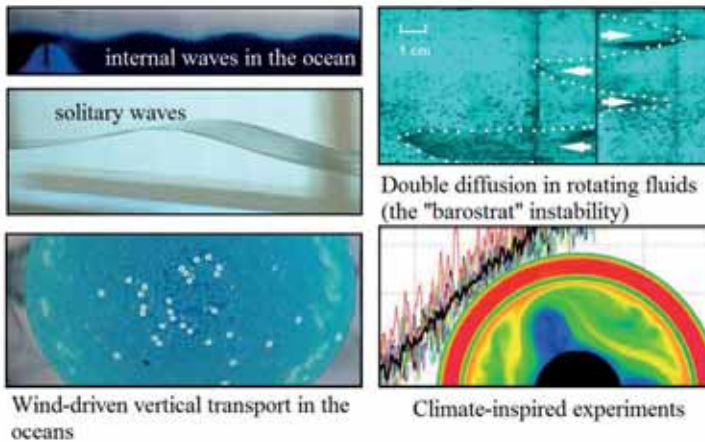 internal waves in the ocean
solitary waves
Wind-driven vertical transport in the
oceans
1 cm
Double diffusion in rotating fluids
(the "barostrat" instability)
Climate-inspired experiments